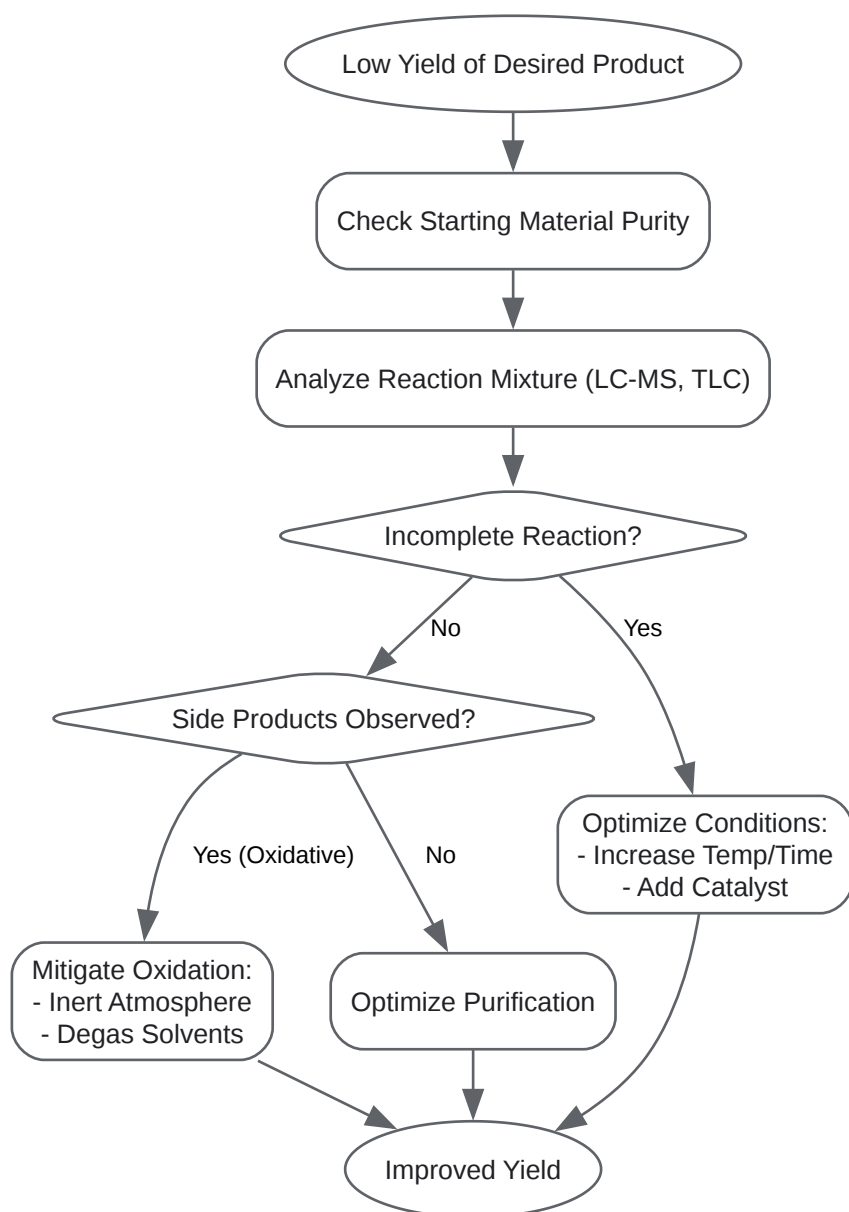 Low Yield of Desired Product
Check Starting Material Purity
Analyze Reaction Mixture (LC-MS, TLC)
Incomplete Reaction?
No
Yes
Side Products Observed?
Optimize Conditions:
- Increase Temp/Time
- Add Catalyst
Yes (Oxidative)
No
Mitigate Oxidation:
- Inert Atmosphere
- Degas Solvents
Optimize Purification
Improved Yield